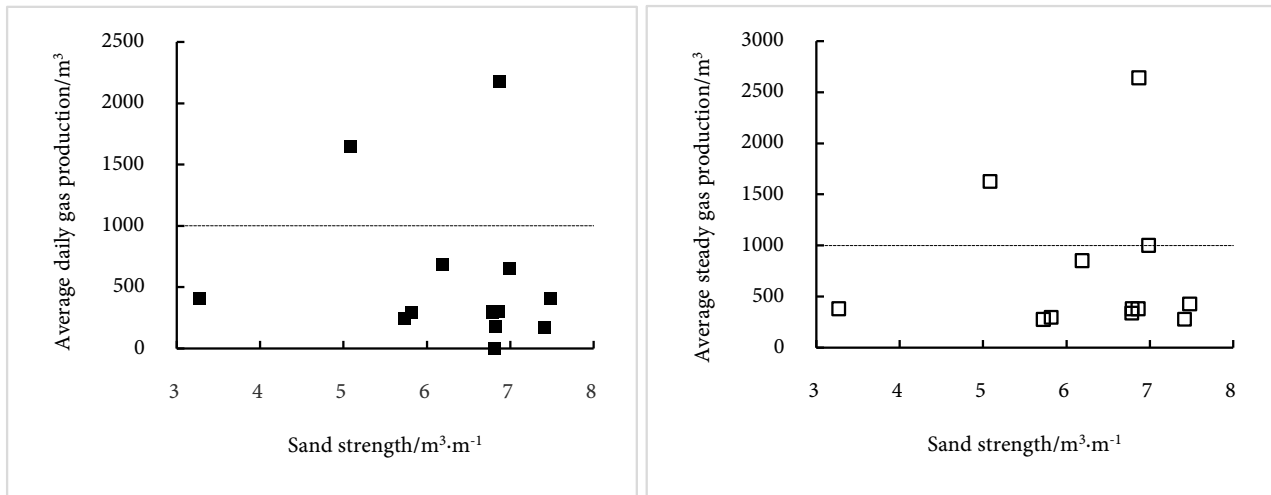 Average daily gas production/m³
2500
2000
1500
1000
500
0
3 4 5 6 7 8
Sand strength/m³·m⁻¹
Average steady gas production/m³
3000
2500
2000
1500
1000
500
0
3 4 5 6 7 8
Sand strength/m³·m⁻¹